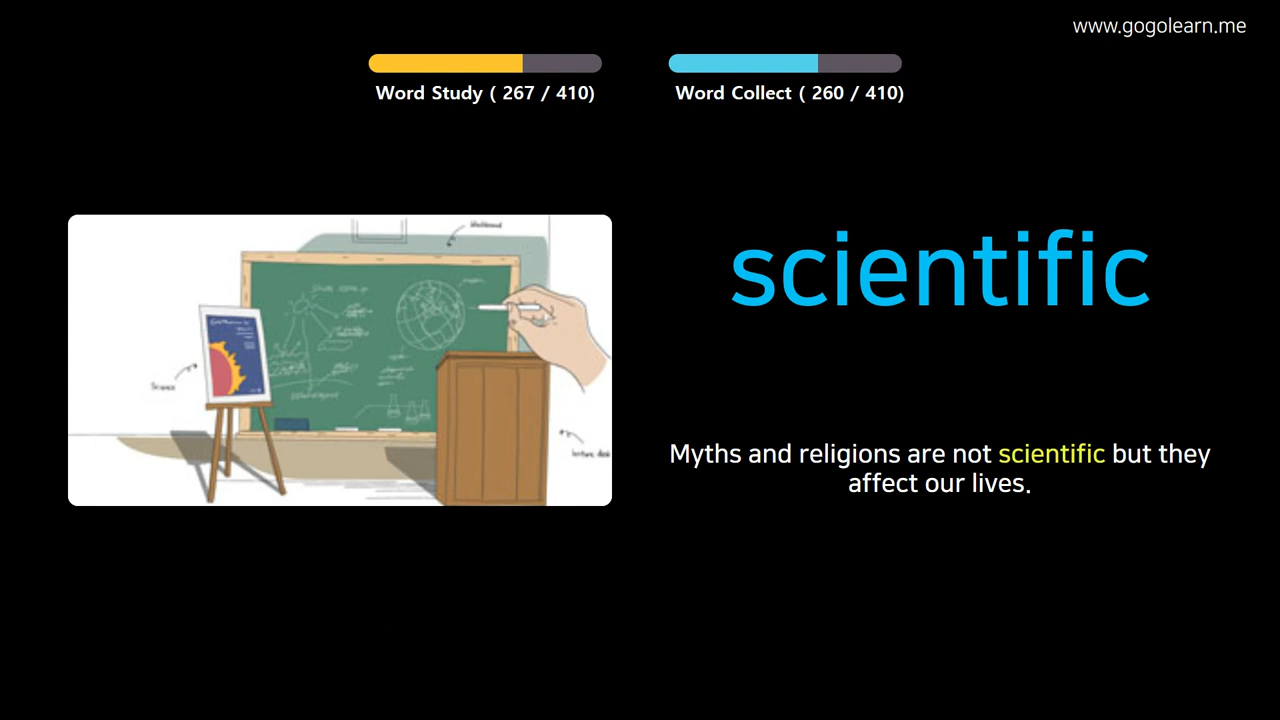 www.gogolearn.me
Word Study ( 267 / 410)
Word Collect ( 260 / 410)
scientific
Myths and religions are not scientific but they
affect our lives.